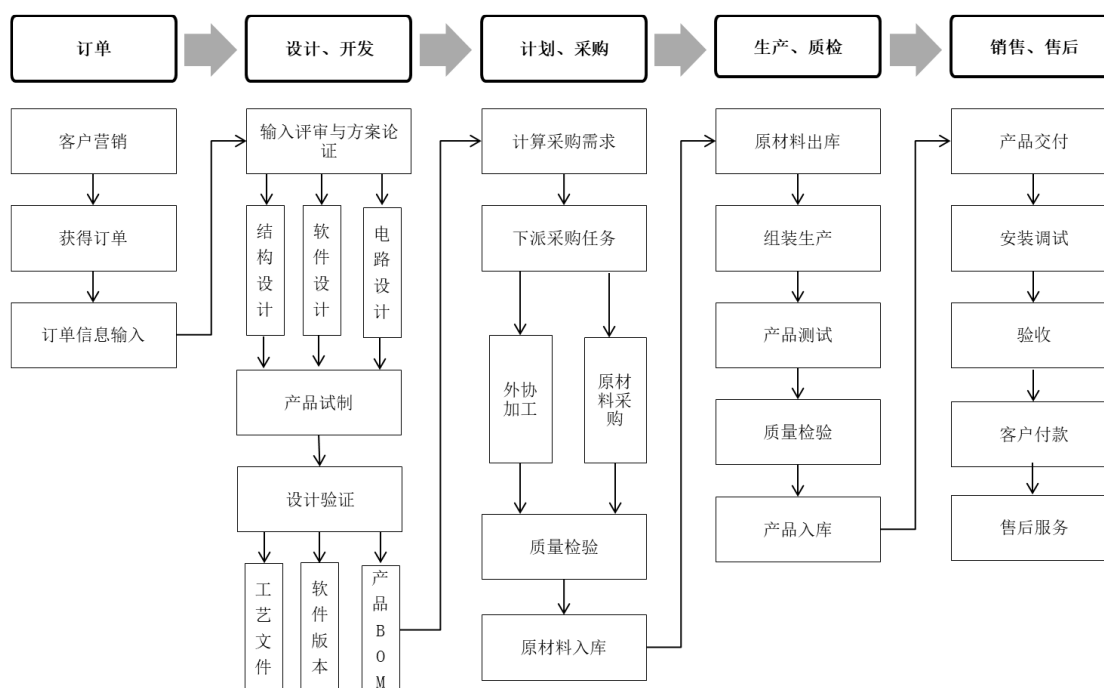 订单
设计、开发
计划、采购
生产、质检
销售、售后
客户营销
获得订单
订单信息输入
输入评审与方案论
证
结构设计
软件设计
电路设计
产品试制
设计验证
工艺文件
软件版本
产品BOM
计算采购需求
下派采购任务
外协
加工
原材
料采
购
质量检验
原材料入库
原材料出库
组装生产
产品测试
质量检验
产品入库
产品交付
安装调试
验收
客户付款
售后服务